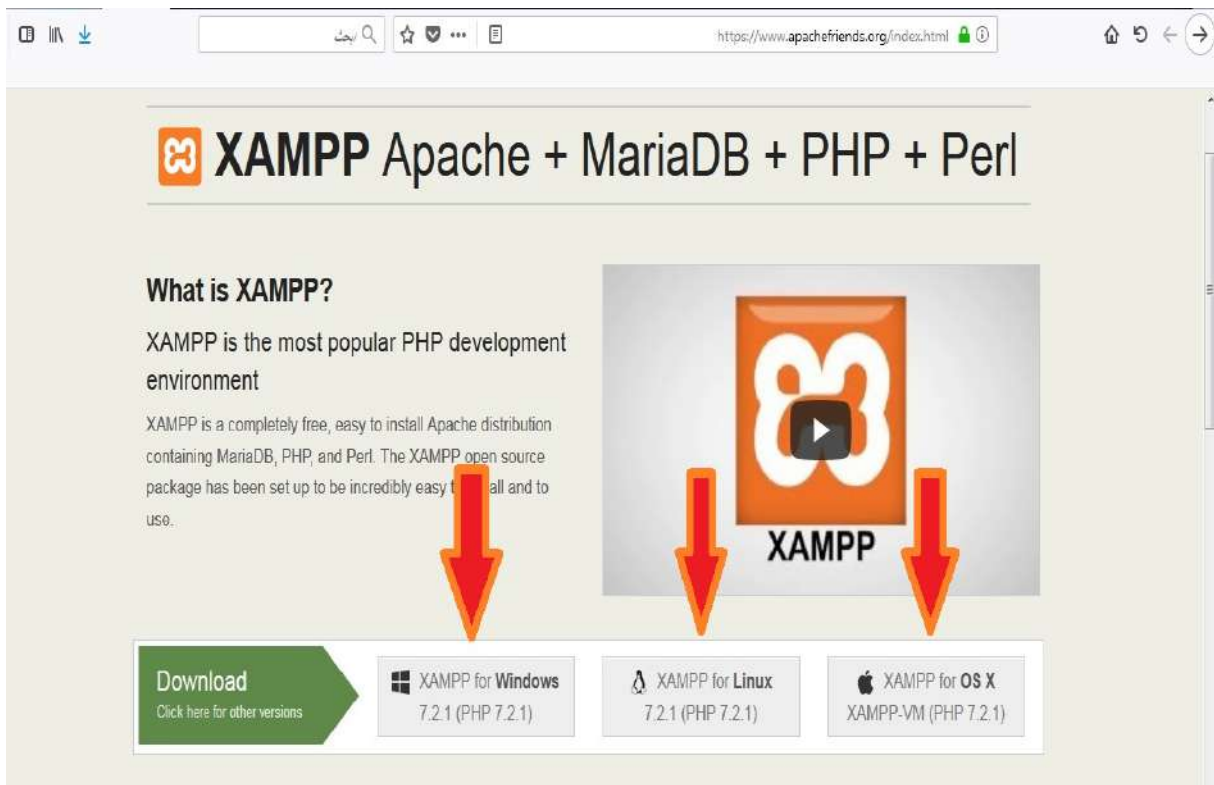 بحث
https://www.apachefriends.org/index.html
XAMPP Apache + MariaDB + PHP + Perl
What is XAMPP?
XAMPP is the most popular PHP development
environment
XAMPP is a completely free, easy to install Apache distribution
containing MariaDB, PHP, and Perl. The XAMPP open source
package has been set up to be incredibly easy all and to
use.
XAMPP
Download
Click here for other versions
XAMPP for Windows
7.2.1 (PHP 7.2.1)
XAMPP for Linux
7.2.1 (PHP 7.2.1)
XAMPP for OS X
XAMPP-VM (PHP 7.2.1)